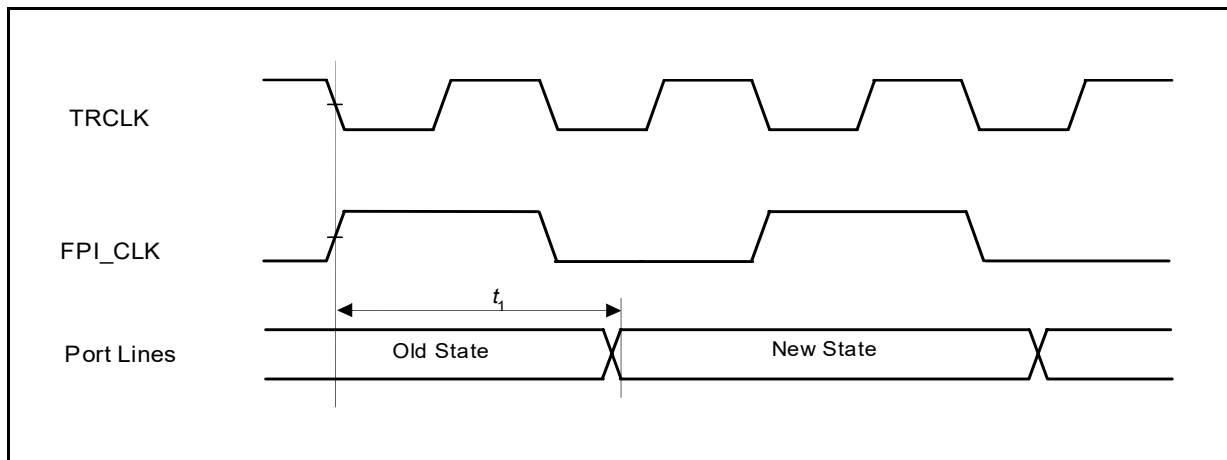 TRCLK
FPI_CLK
t1
Port Lines
Old State
New State